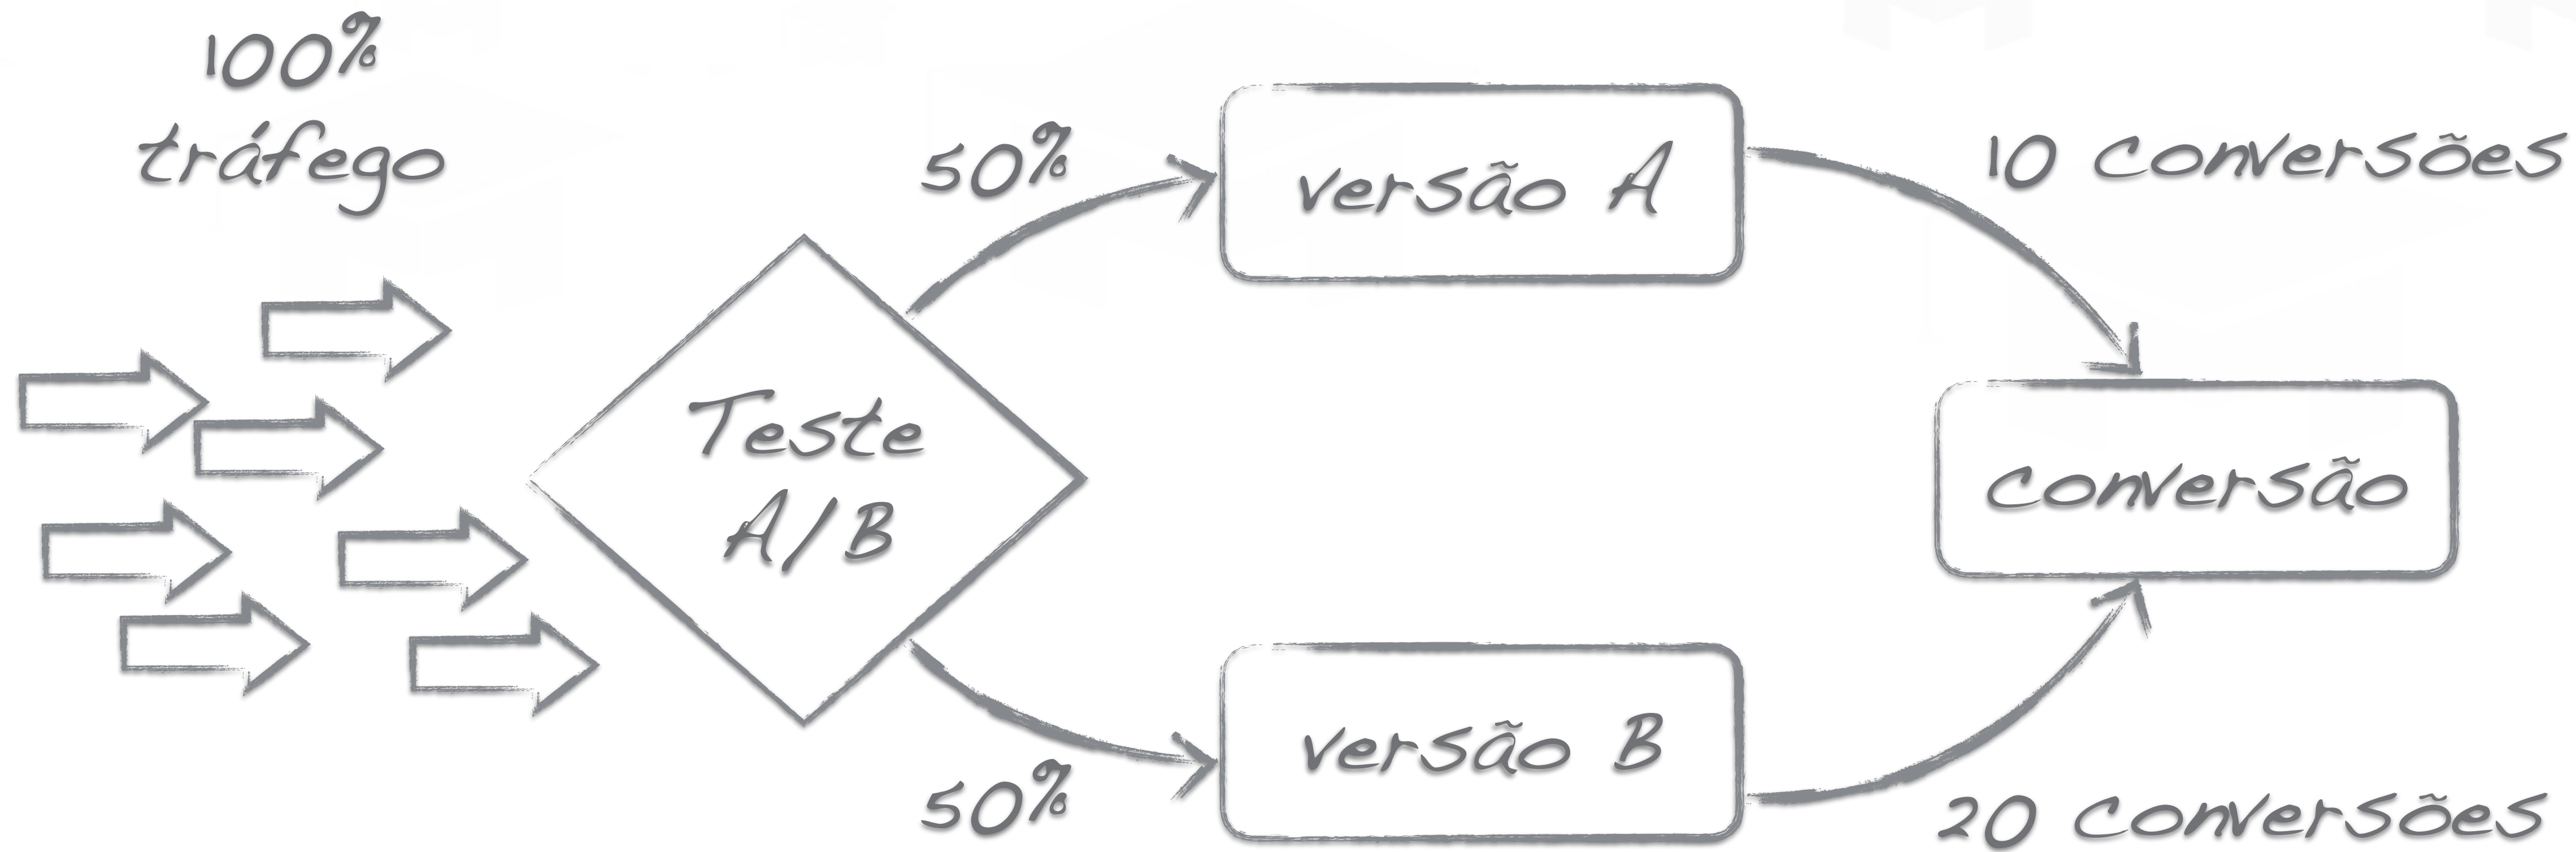 100%
tráfego
50%
versão A
10 conversões
Teste
A/B
conversão
50%
versão B
20 conversões